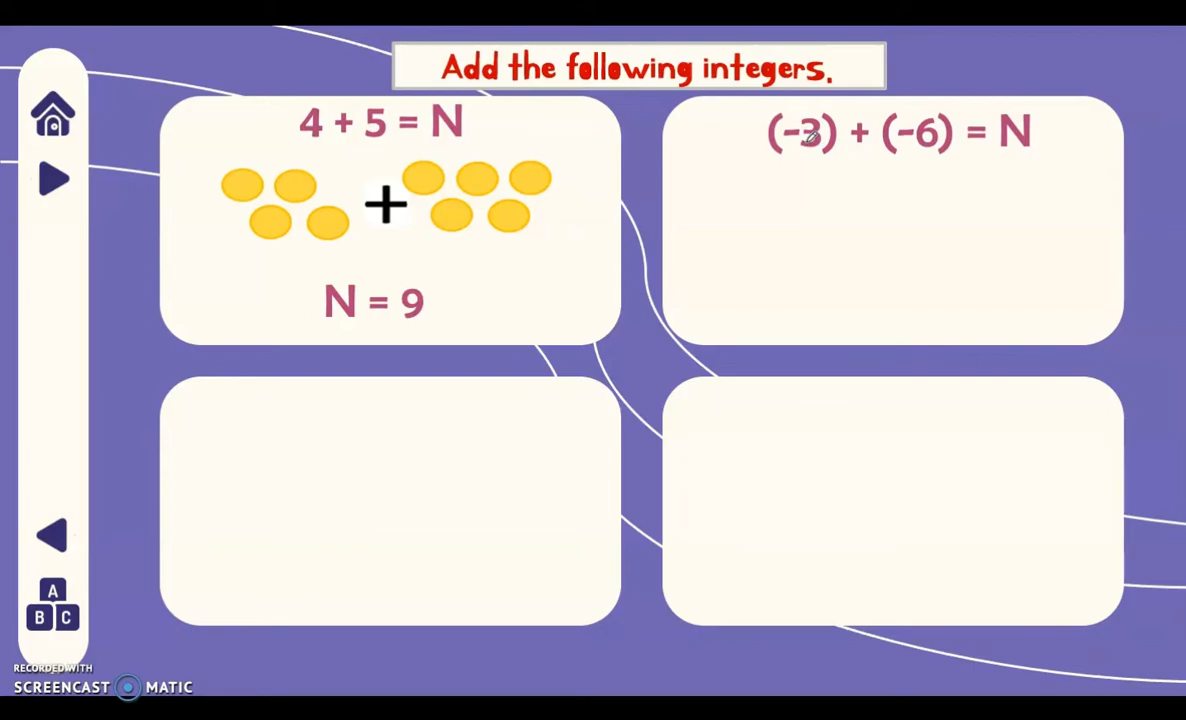 Add the following integers.
4 + 5 = N
+
N = 9
(-3) + (-6) = N
A
B C
RECORDED WITH
SCREENCAST MATIC